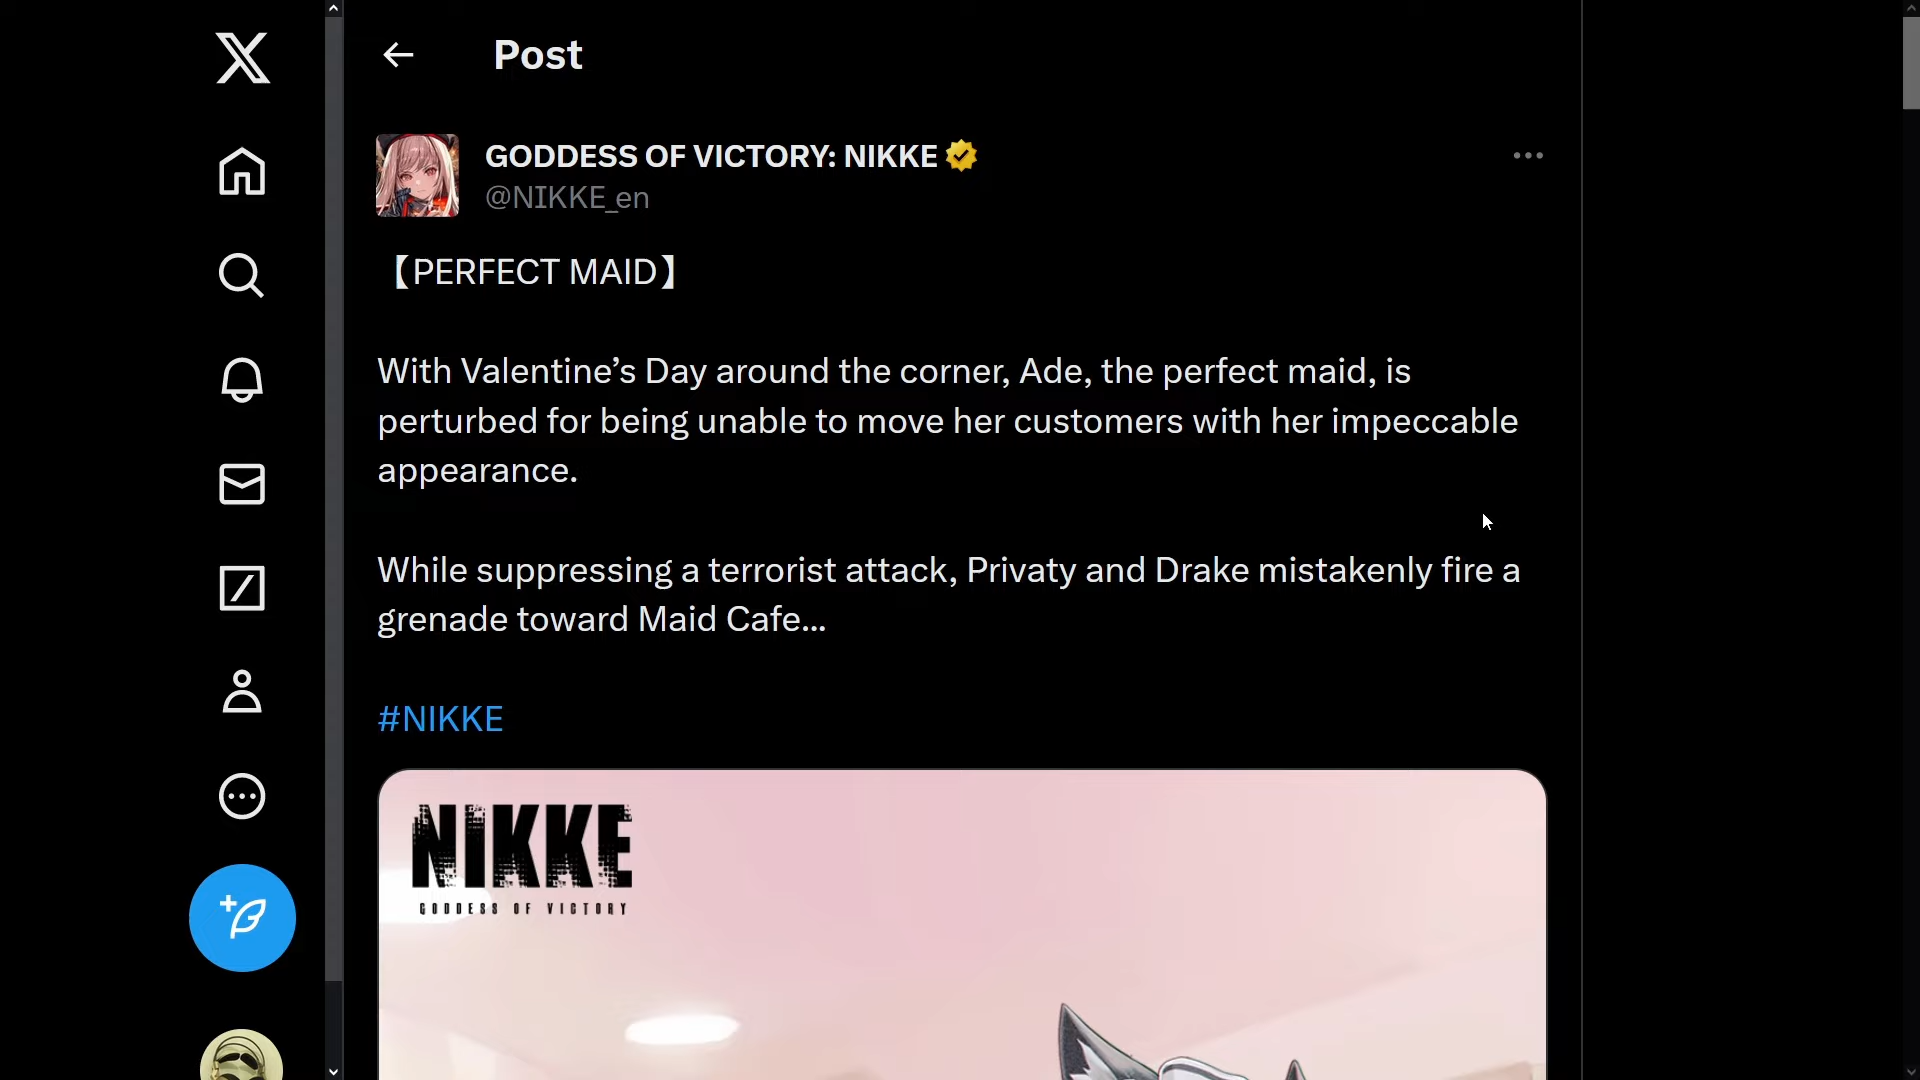 Post
GODDESS OF VICTORY: NIKKE
@NIKKE_en
【PERFECT MAID】
With Valentine’s Day around the corner, Ade, the perfect maid, is
perturbed for being unable to move her customers with her impeccable
appearance.
While suppressing a terrorist attack, Privaty and Drake mistakenly fire a
grenade toward Maid Cafe...
#NIKKE
NIKKE
GODDESS OF VICTORY